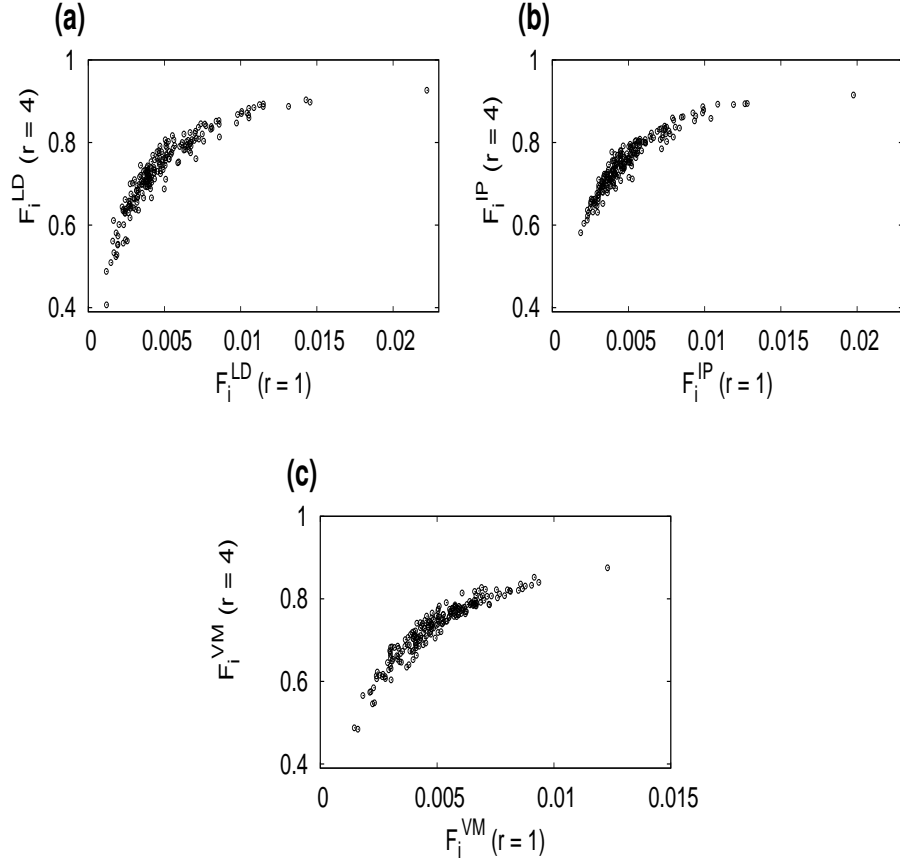 (a)
(b)
1
0.8
0.6
0.4
F_i^LD (r = 4)
0 0.005 0.01 0.015 0.02
F_i^LD (r = 1)
1
0.8
0.6
0.4
F_i^IP (r = 4)
0 0.005 0.01 0.015 0.02
F_i^IP (r = 1)
(c)
1
0.8
0.6
0.4
F_i^VM (r = 4)
0 0.005 0.01 0.015
F_i^VM (r = 1)